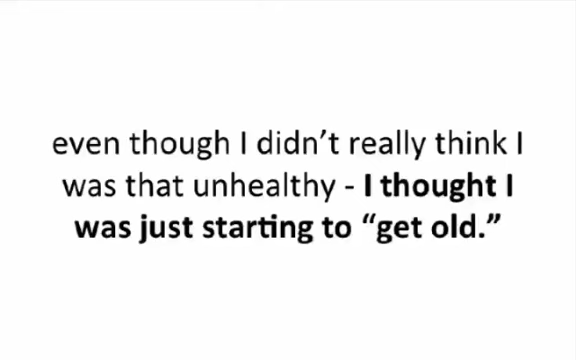 even though I didn’t really think I
was that unhealthy - I thought I
was just starting to “get old.”